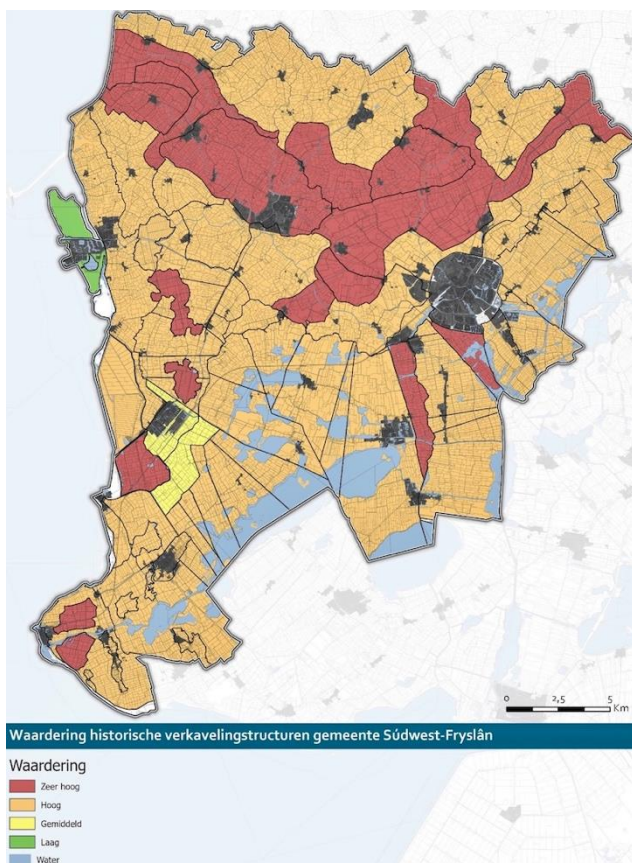 0 2,5 5
Km
Waardering historische verkavelingstructuren gemeente Súdwest-Fryslân
Waardering
Zeer hoog
Hoog
Gemiddeld
Laag
Water